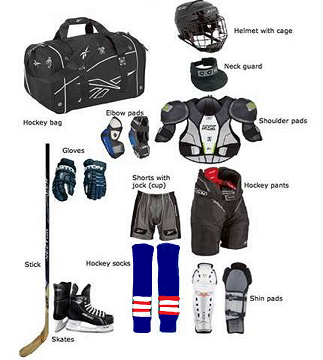 Helmet with cage
Neck guard
Hockey bag
Elbow pads
Shoulder pads
Gloves
Shorts with
jock (cup)
Hockey pants
Stick
Hockey socks
Shin pads
Skates